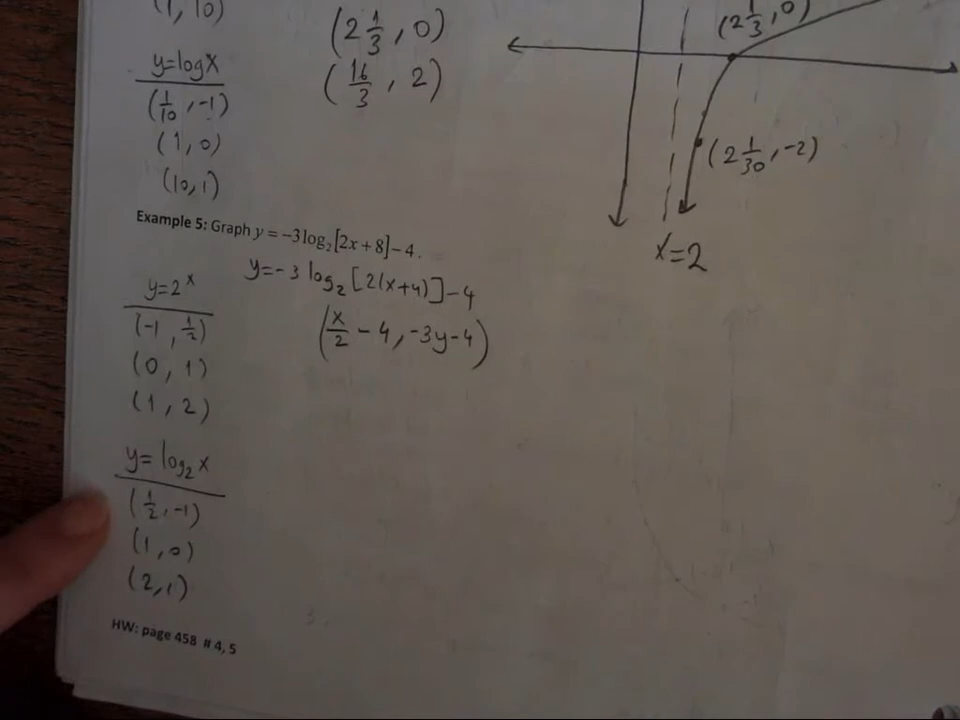 (1, 10)
y=logx
(1/10, -1)
(1, 0)
(10, 1)
(2 1/3, 0)
(16/3, 2)
(2 1/3, 0)
(2 1/30, -2)
x=2
Example 5: Graph y = −3log₂[2x+8]−4.
y=-3 log₂[2(x+4)]-4
(x/2 - 4, -3y-4)
y=2ˣ
(-1, 1/2)
(0, 1)
(1, 2)
y=log₂x
(1/2, -1)
(1, 0)
(2, 1)
HW: page 458 # 4, 5